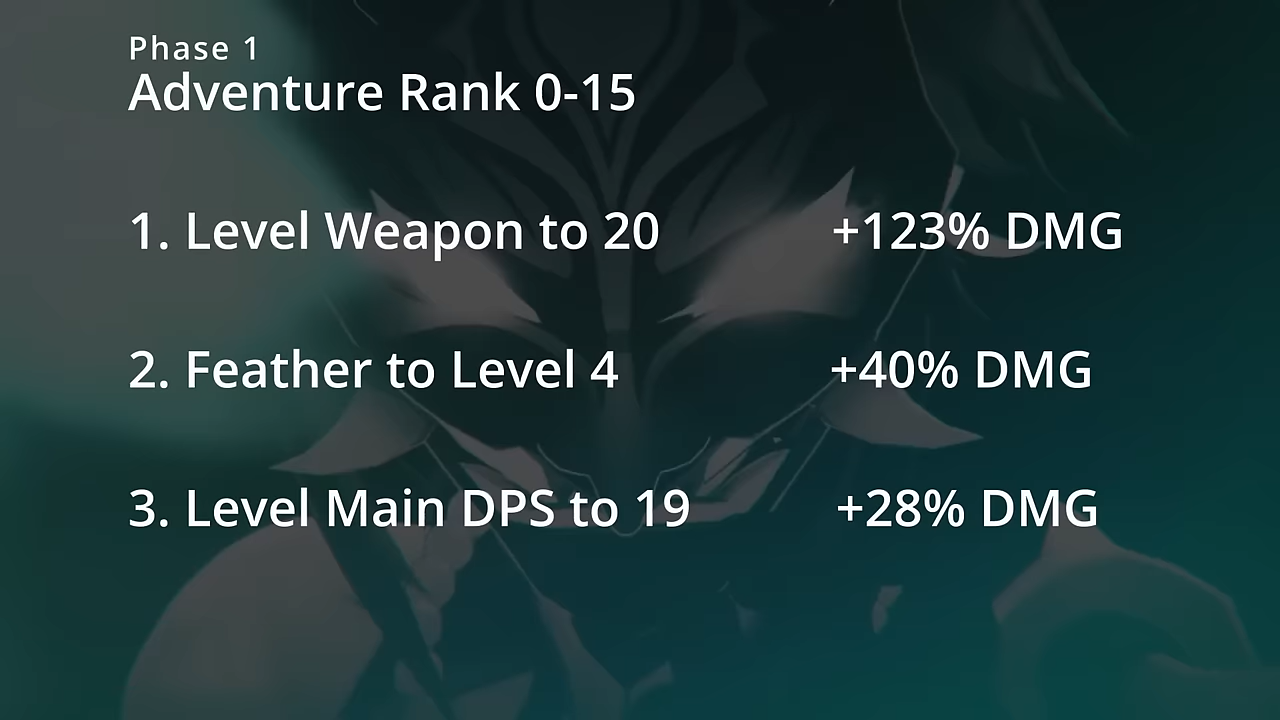 Phase 1
Adventure Rank 0-15
1. Level Weapon to 20 +123% DMG
2. Feather to Level 4 +40% DMG
3. Level Main DPS to 19 +28% DMG